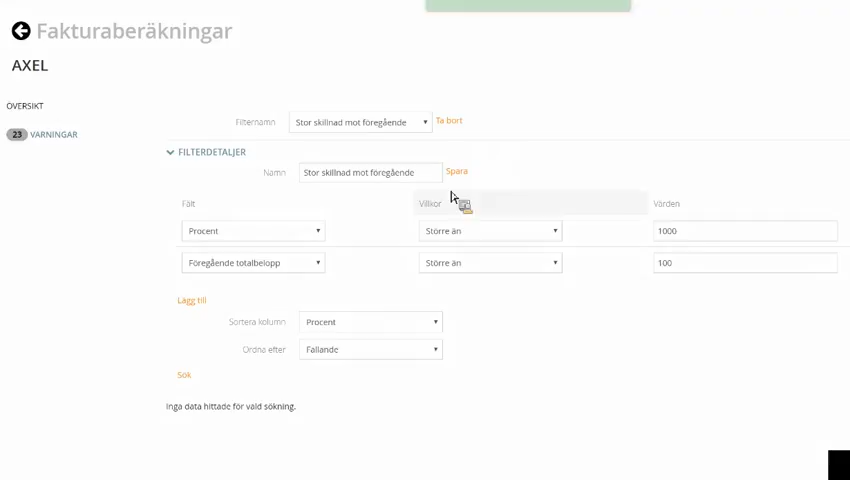 Fakturaberäkningar
AXEL
ÖVERSIKT
23 VARNINGAR
Filternamn Stor skillnad mot föregående Ta bort
FILTERDETALJER
Namn Stor skillnad mot föregående Spara
Fält Villkor Värden
Procent Större än 1000
Föregående totalbelopp Större än 100
Lägg till
Sortera kolumn Procent
Ordna efter Fallande
Sök
Inga data hittade för vald sökning.